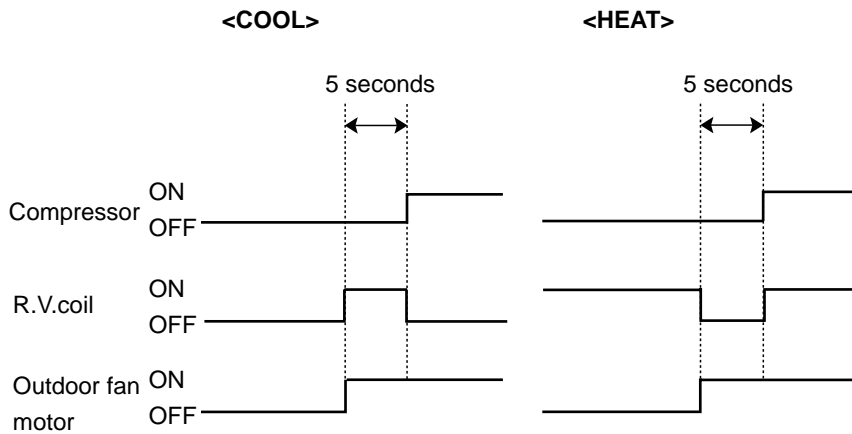 <COOL>
<HEAT>
5 seconds
5 seconds
Compressor
ON
OFF
R.V.coil
ON
OFF
Outdoor fan
motor
ON
OFF